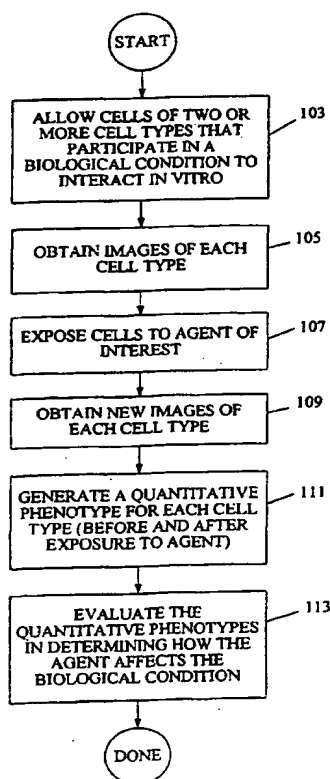 START
ALLOW CELLS OF TWO OR
MORE CELL TYPES THAT
PARTICIPATE IN A
BIOLOGICAL CONDITION TO
INTERACT IN VITRO
103
OBTAIN IMAGES OF EACH
CELL TYPE
105
EXPOSE CELLS TO AGENT OF
INTEREST
107
OBTAIN NEW IMAGES OF
EACH CELL TYPE
109
GENERATE A QUANTITATIVE
PHENOTYPE FOR EACH CELL
TYPE (BEFORE AND AFTER
EXPOSURE TO AGENT)
111
EVALUATE THE
QUANTITATIVE PHENOTYPES
IN DETERMINING HOW THE
AGENT AFFECTS THE
BIOLOGICAL CONDITION
113
DONE